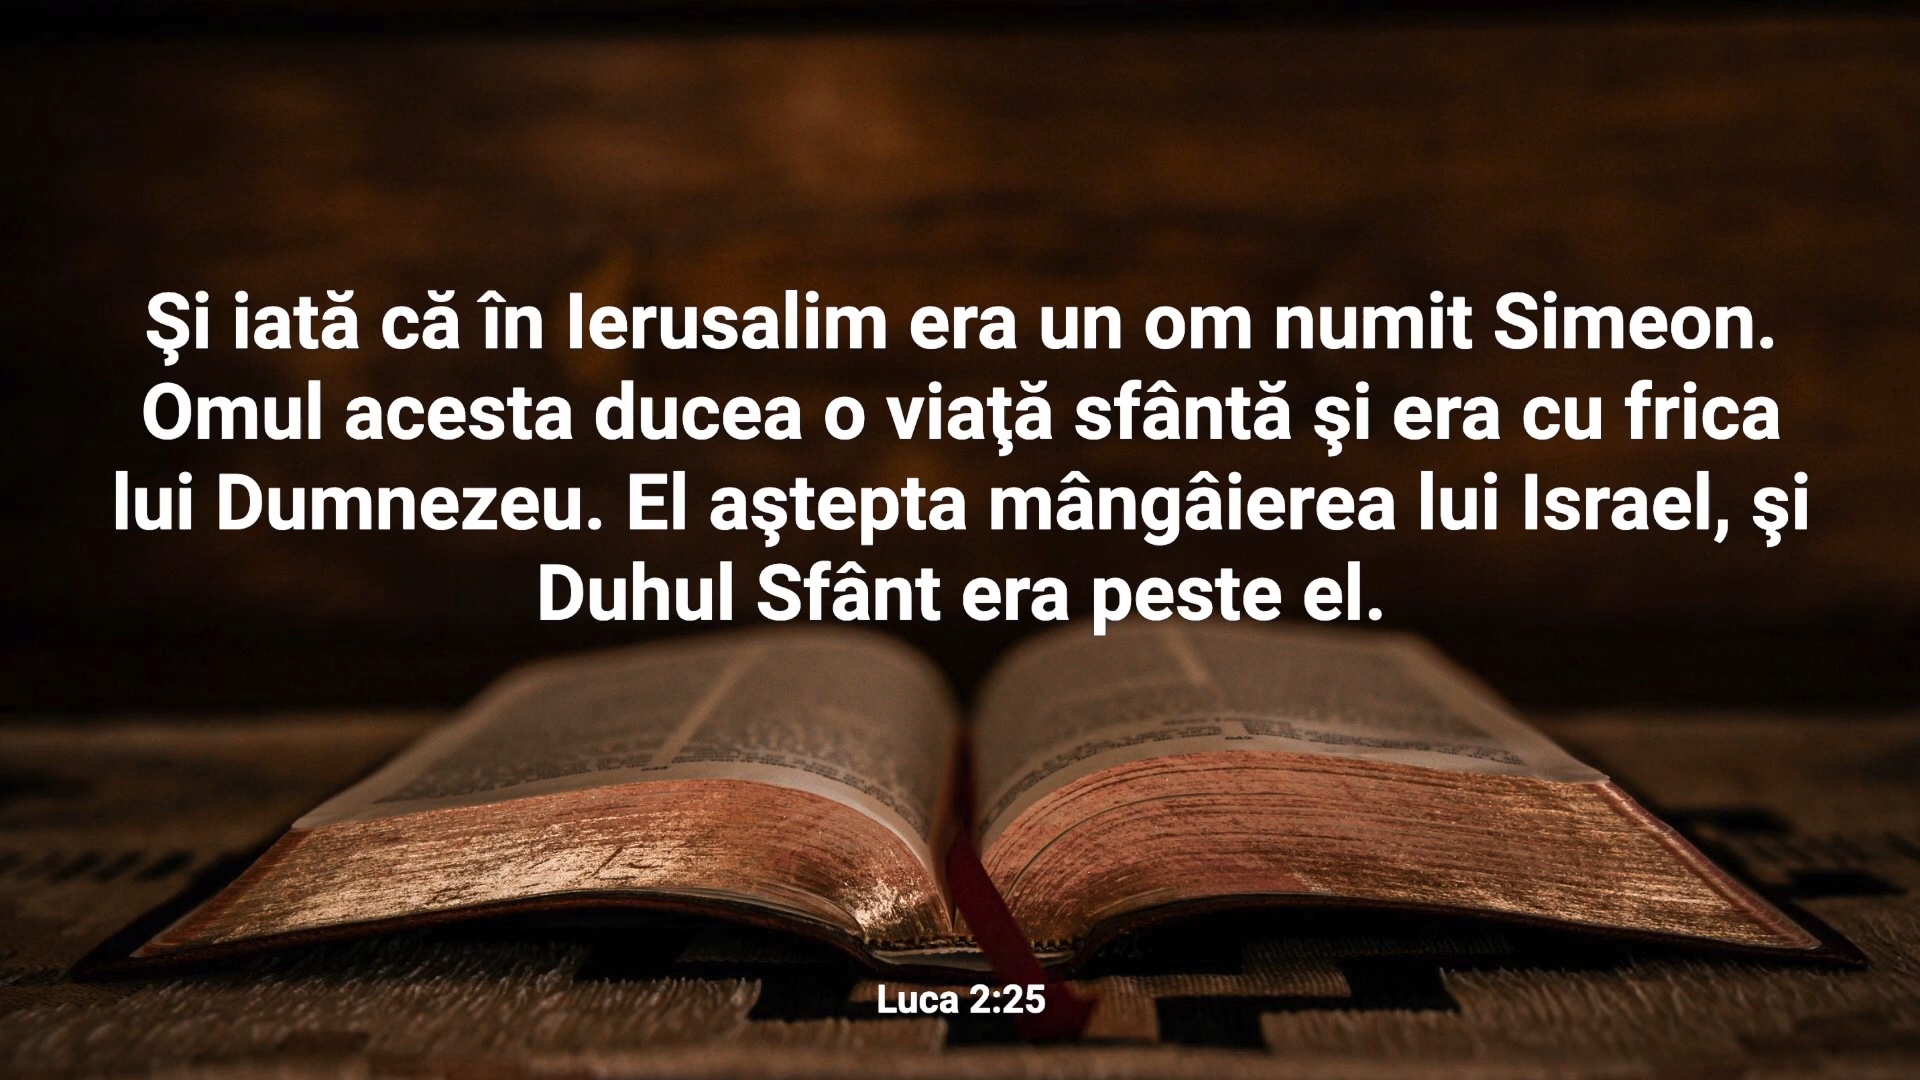 Şi iată că în Ierusalim era un om numit Simeon.
Omul acesta ducea o viaţă sfântă şi era cu frica
lui Dumnezeu. El aştepta mângâierea lui Israel, şi
Duhul Sfânt era peste el.
Luca 2:25